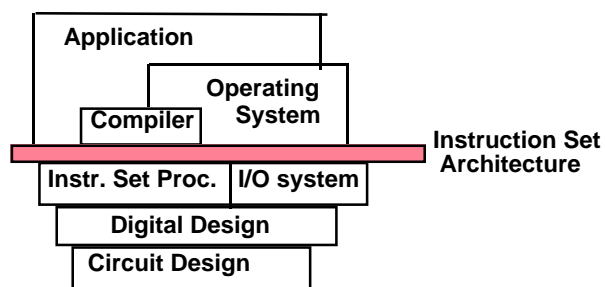 Application
Operating
System
Compiler
Instruction Set
Architecture
Instr. Set Proc.
I/O system
Digital Design
Circuit Design